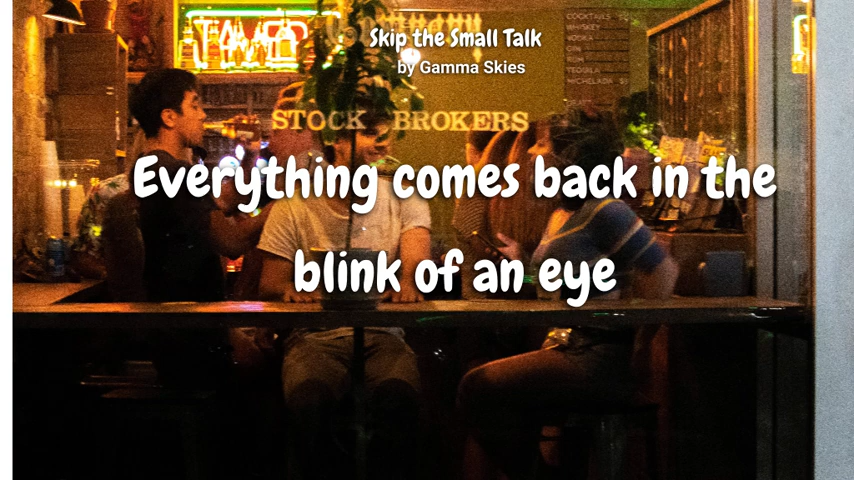 TAMPS
Skip the Small Talk
by Gamma Skies
COCKTAILS
WHISKEY
VODKA
GIN
RUM
TEQUILA
MICHELADA
STOCK BROKERS
Everything comes back in the
blink of an eye